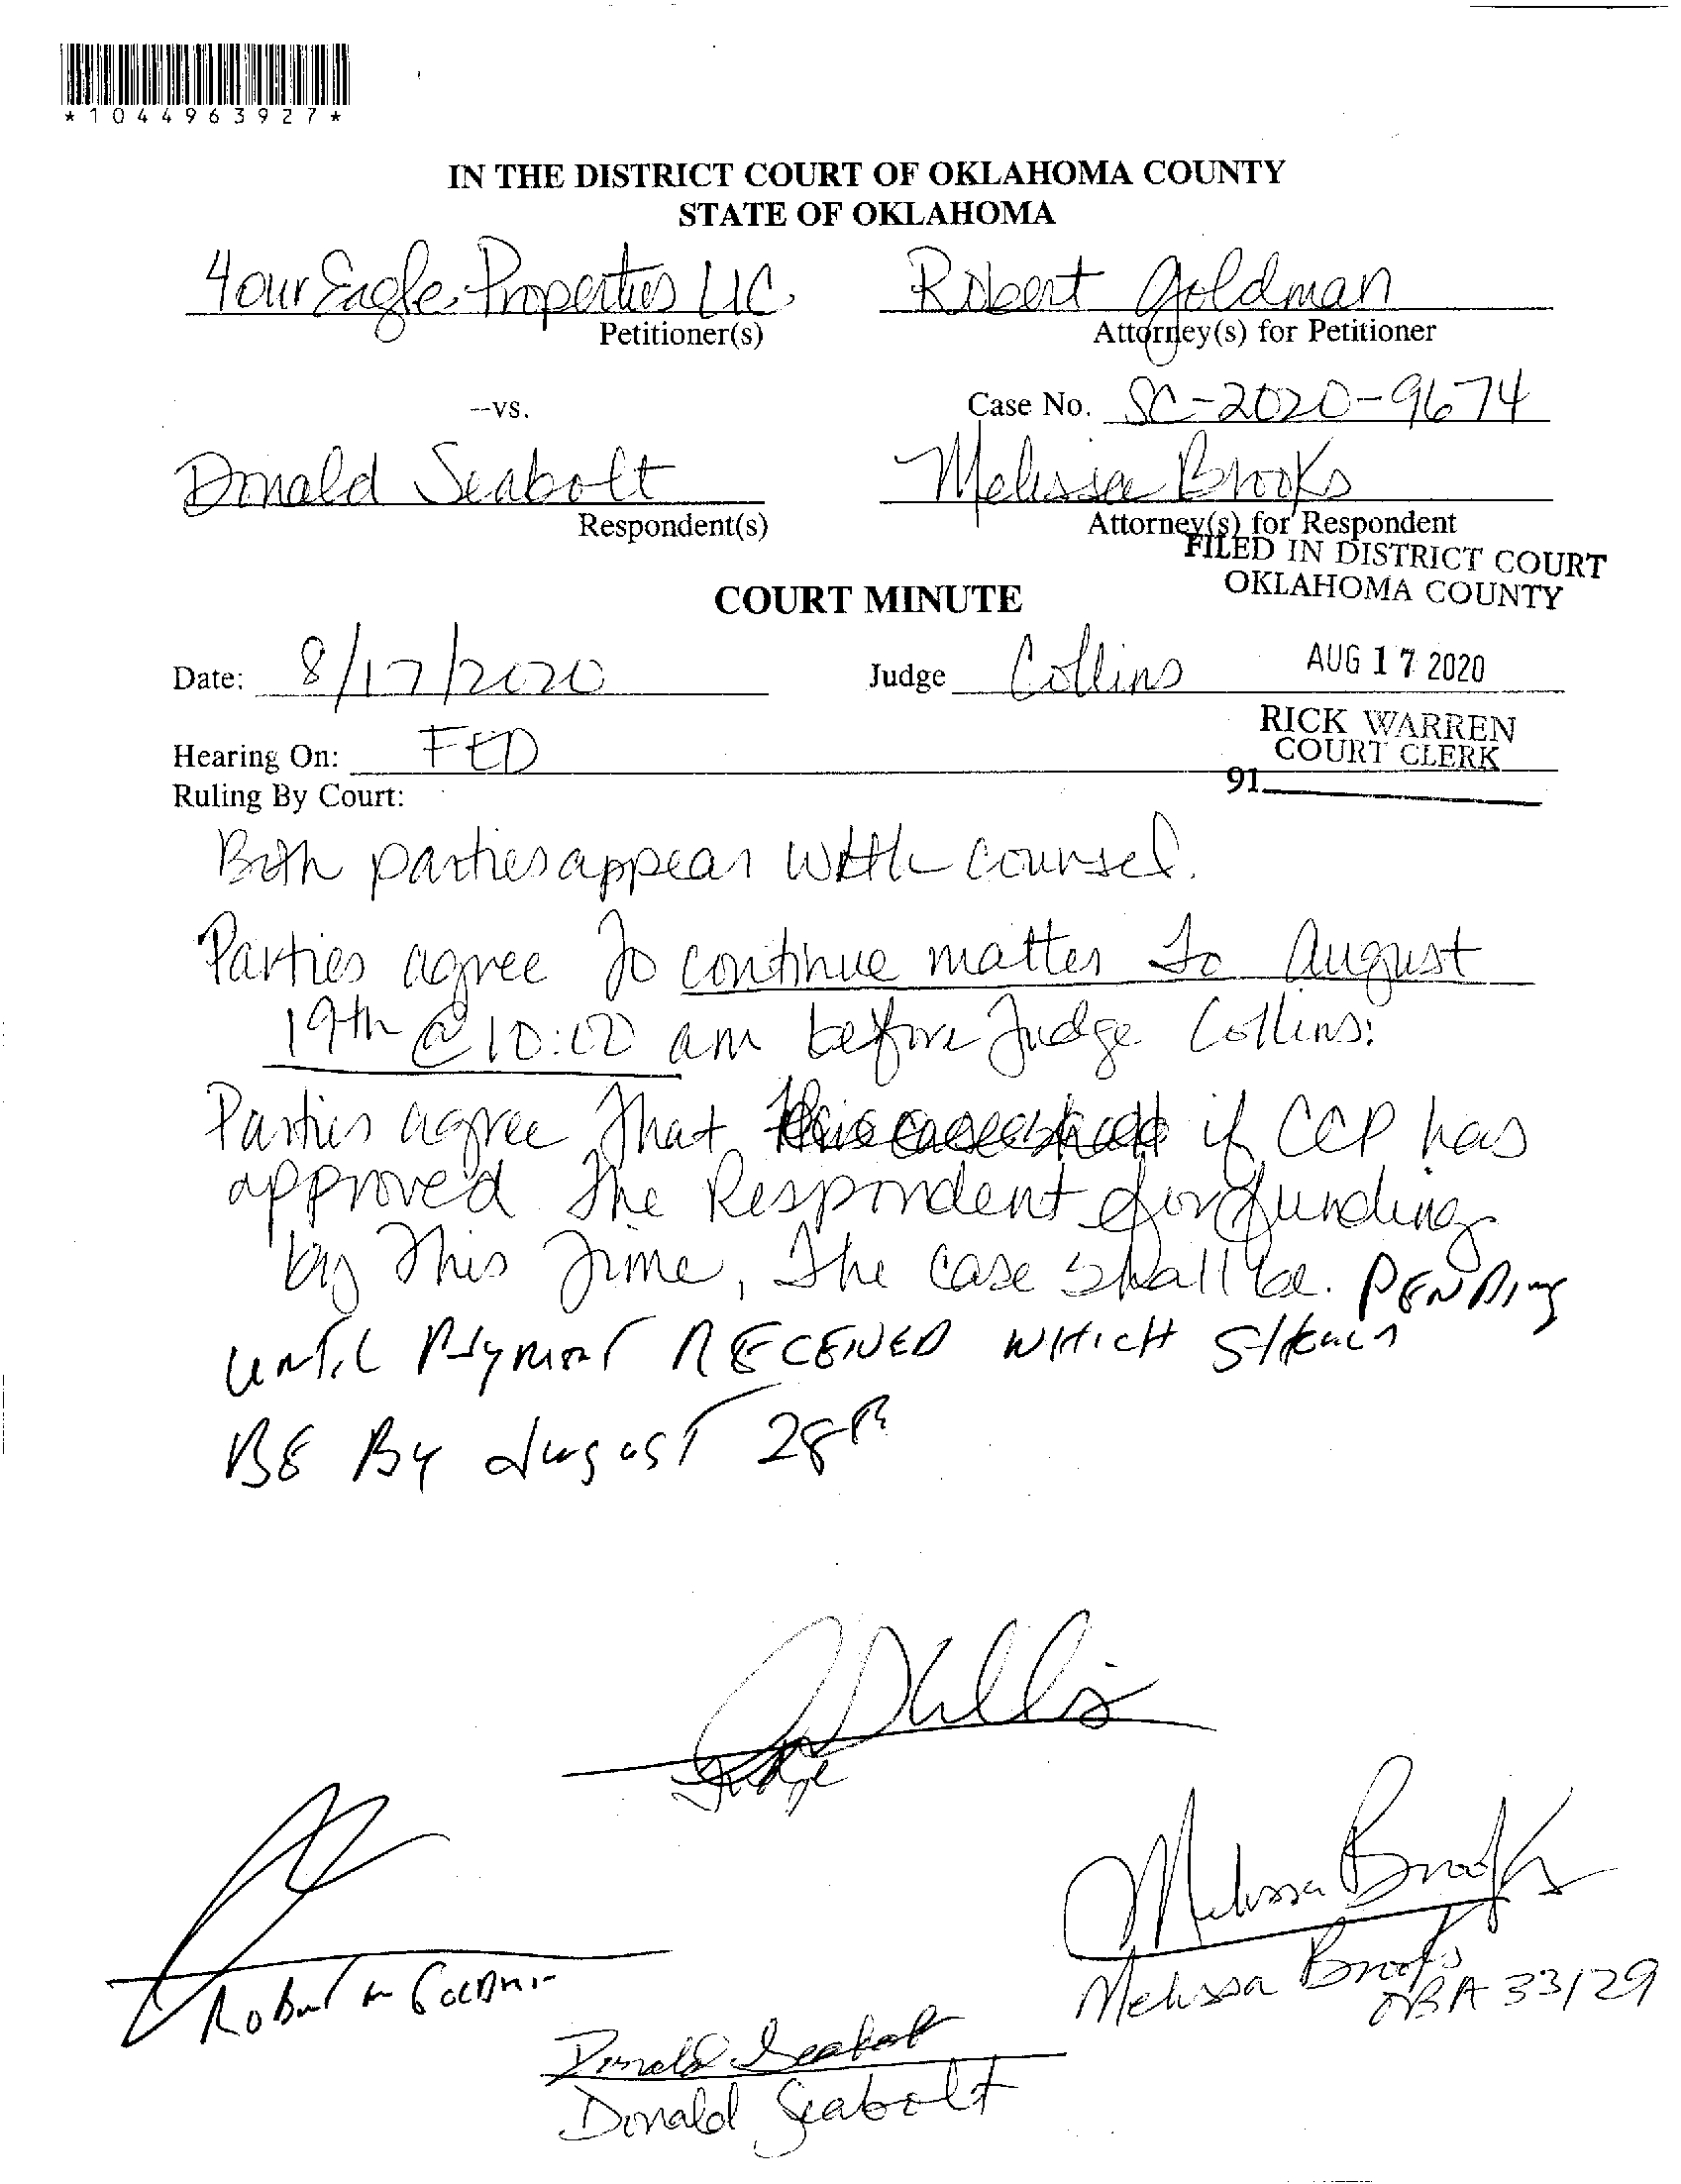 *1044963927*
IN THE DISTRICT COURT OF OKLAHOMA COUNTY
STATE OF OKLAHOMA
4our Eagle Properties LLC
Robert Goldman
Petitioner(s)
Attorney(s) for Petitioner
--vs.
Case No. SC-2020-9674
Donald Seabolt
Melissa Brooks
Respondent(s)
Attorney(s) for Respondent
FILED IN DISTRICT COURT
OKLAHOMA COUNTY
COURT MINUTE
Date: 8/17/2020
Judge Collins
AUG 17 2020
Hearing On: FED
RICK WARREN
COURT CLERK
91
Ruling By Court:
Both parties appear with counsel.
Parties agree to continue matter to August
19th @ 10:00 am before Judge Collins.
Parties agree that if CCP has
approved the Respondent for funding
by this time, the case shall be. PENDING
UNTIL PAYMENT RECEIVED WHICH SHALL
BE BY AUGUST 28th
Judge
Melissa Brooks
Robert M Goldman
Melissa Brooks
OBA 33129
Donald Seabolt
Donald Seabolt